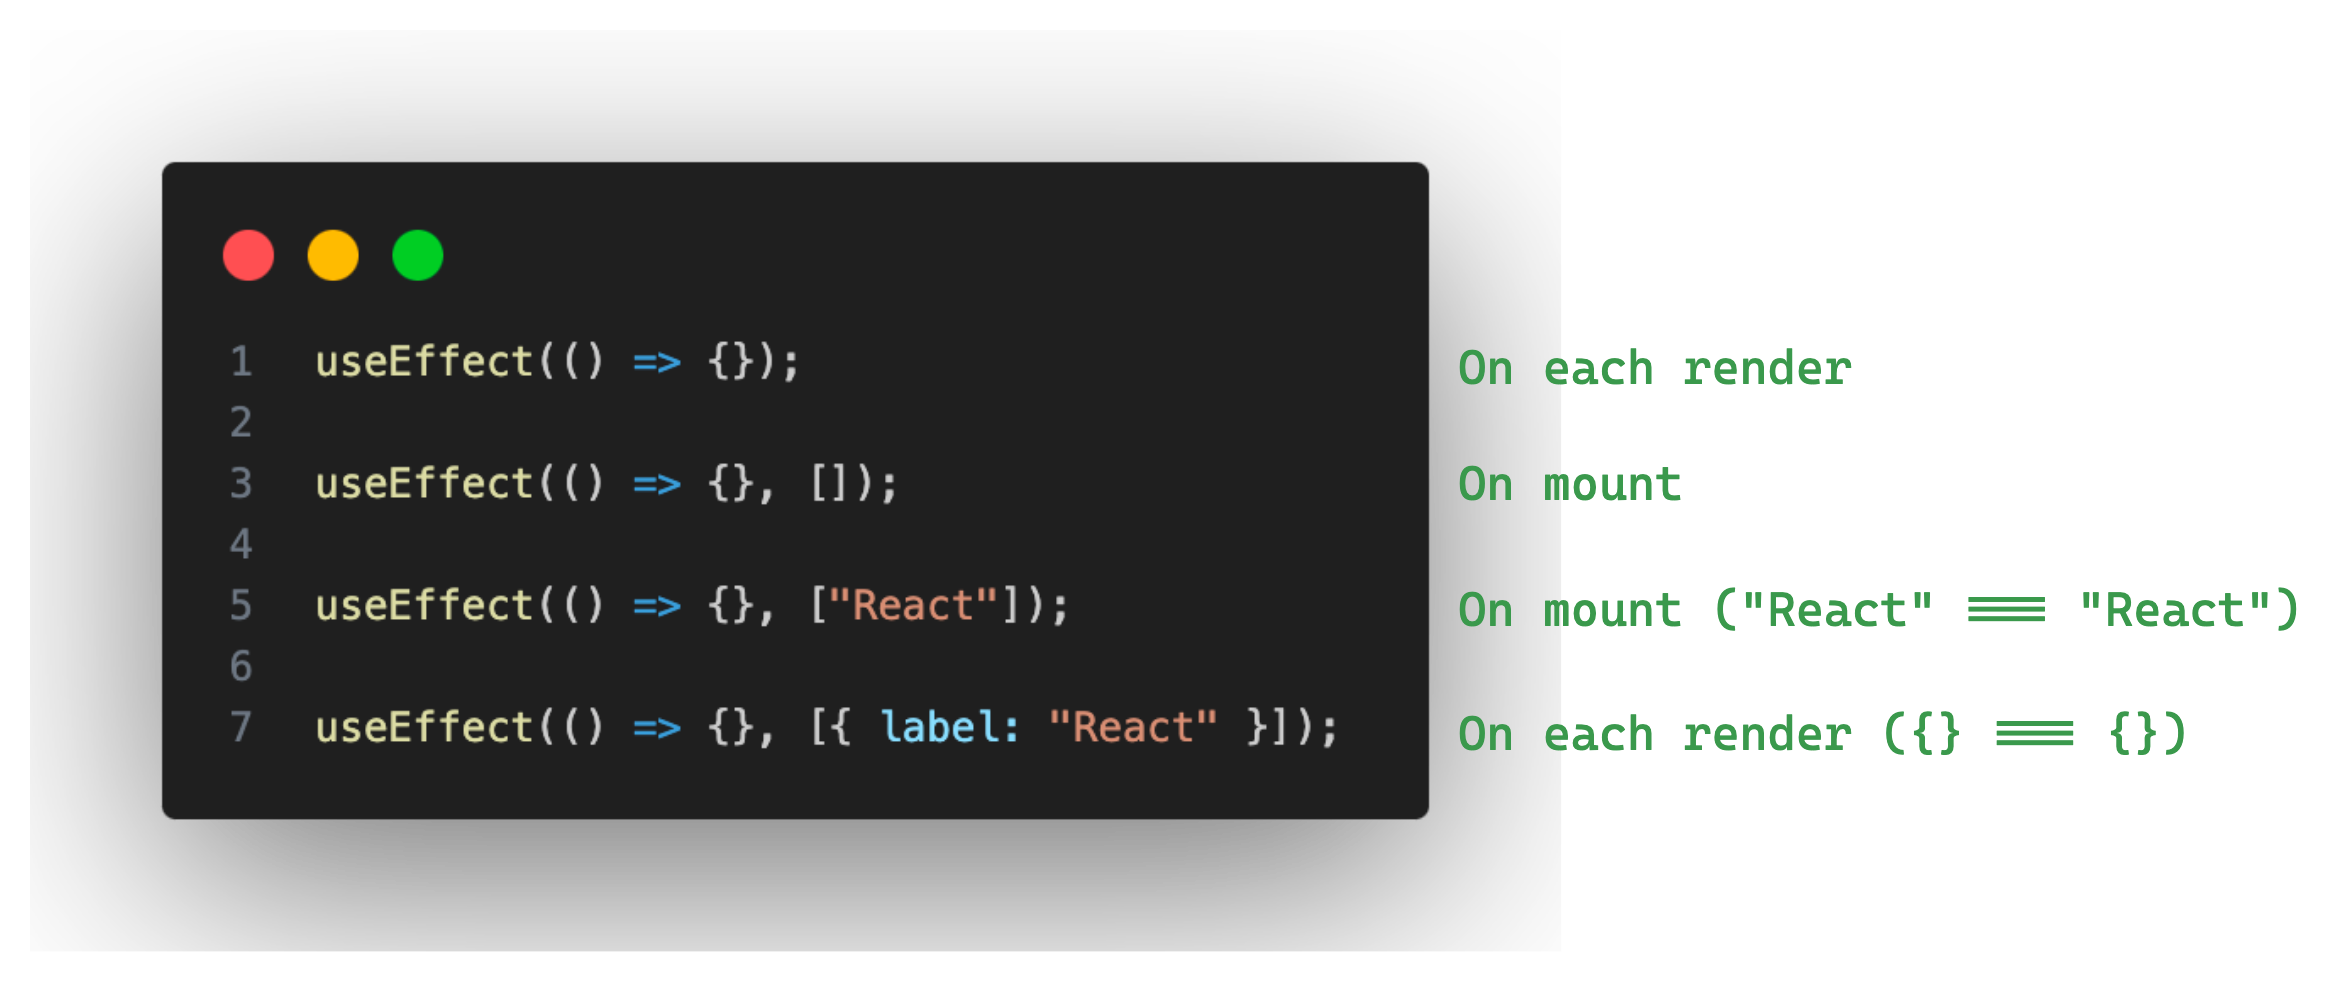 1 useEffect(() => {}); On each render
2
3 useEffect(() => {}, []); On mount
4
5 useEffect(() => {}, ["React"]); On mount ("React" === "React")
6
7 useEffect(() => {}, [{ label: "React" }]); On each render ({} === {})